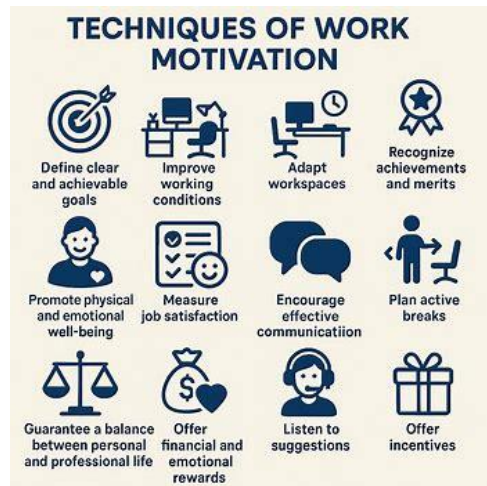 TECHNIQUES OF WORK
MOTIVATION
Define clear
and achievable
goals
Improve
working
conditions
Adapt
workspaces
Recognize
achievements
and merits
Promote physical
and emotional
well-being
Measure
job satisfaction
Encourage
effective
communicatiion
Plan active
breaks
Guarantee a balance
between personal
and professional life
Offer
financial and
emotional
rewards
Listen to
suggestions
Offer
incentives
$